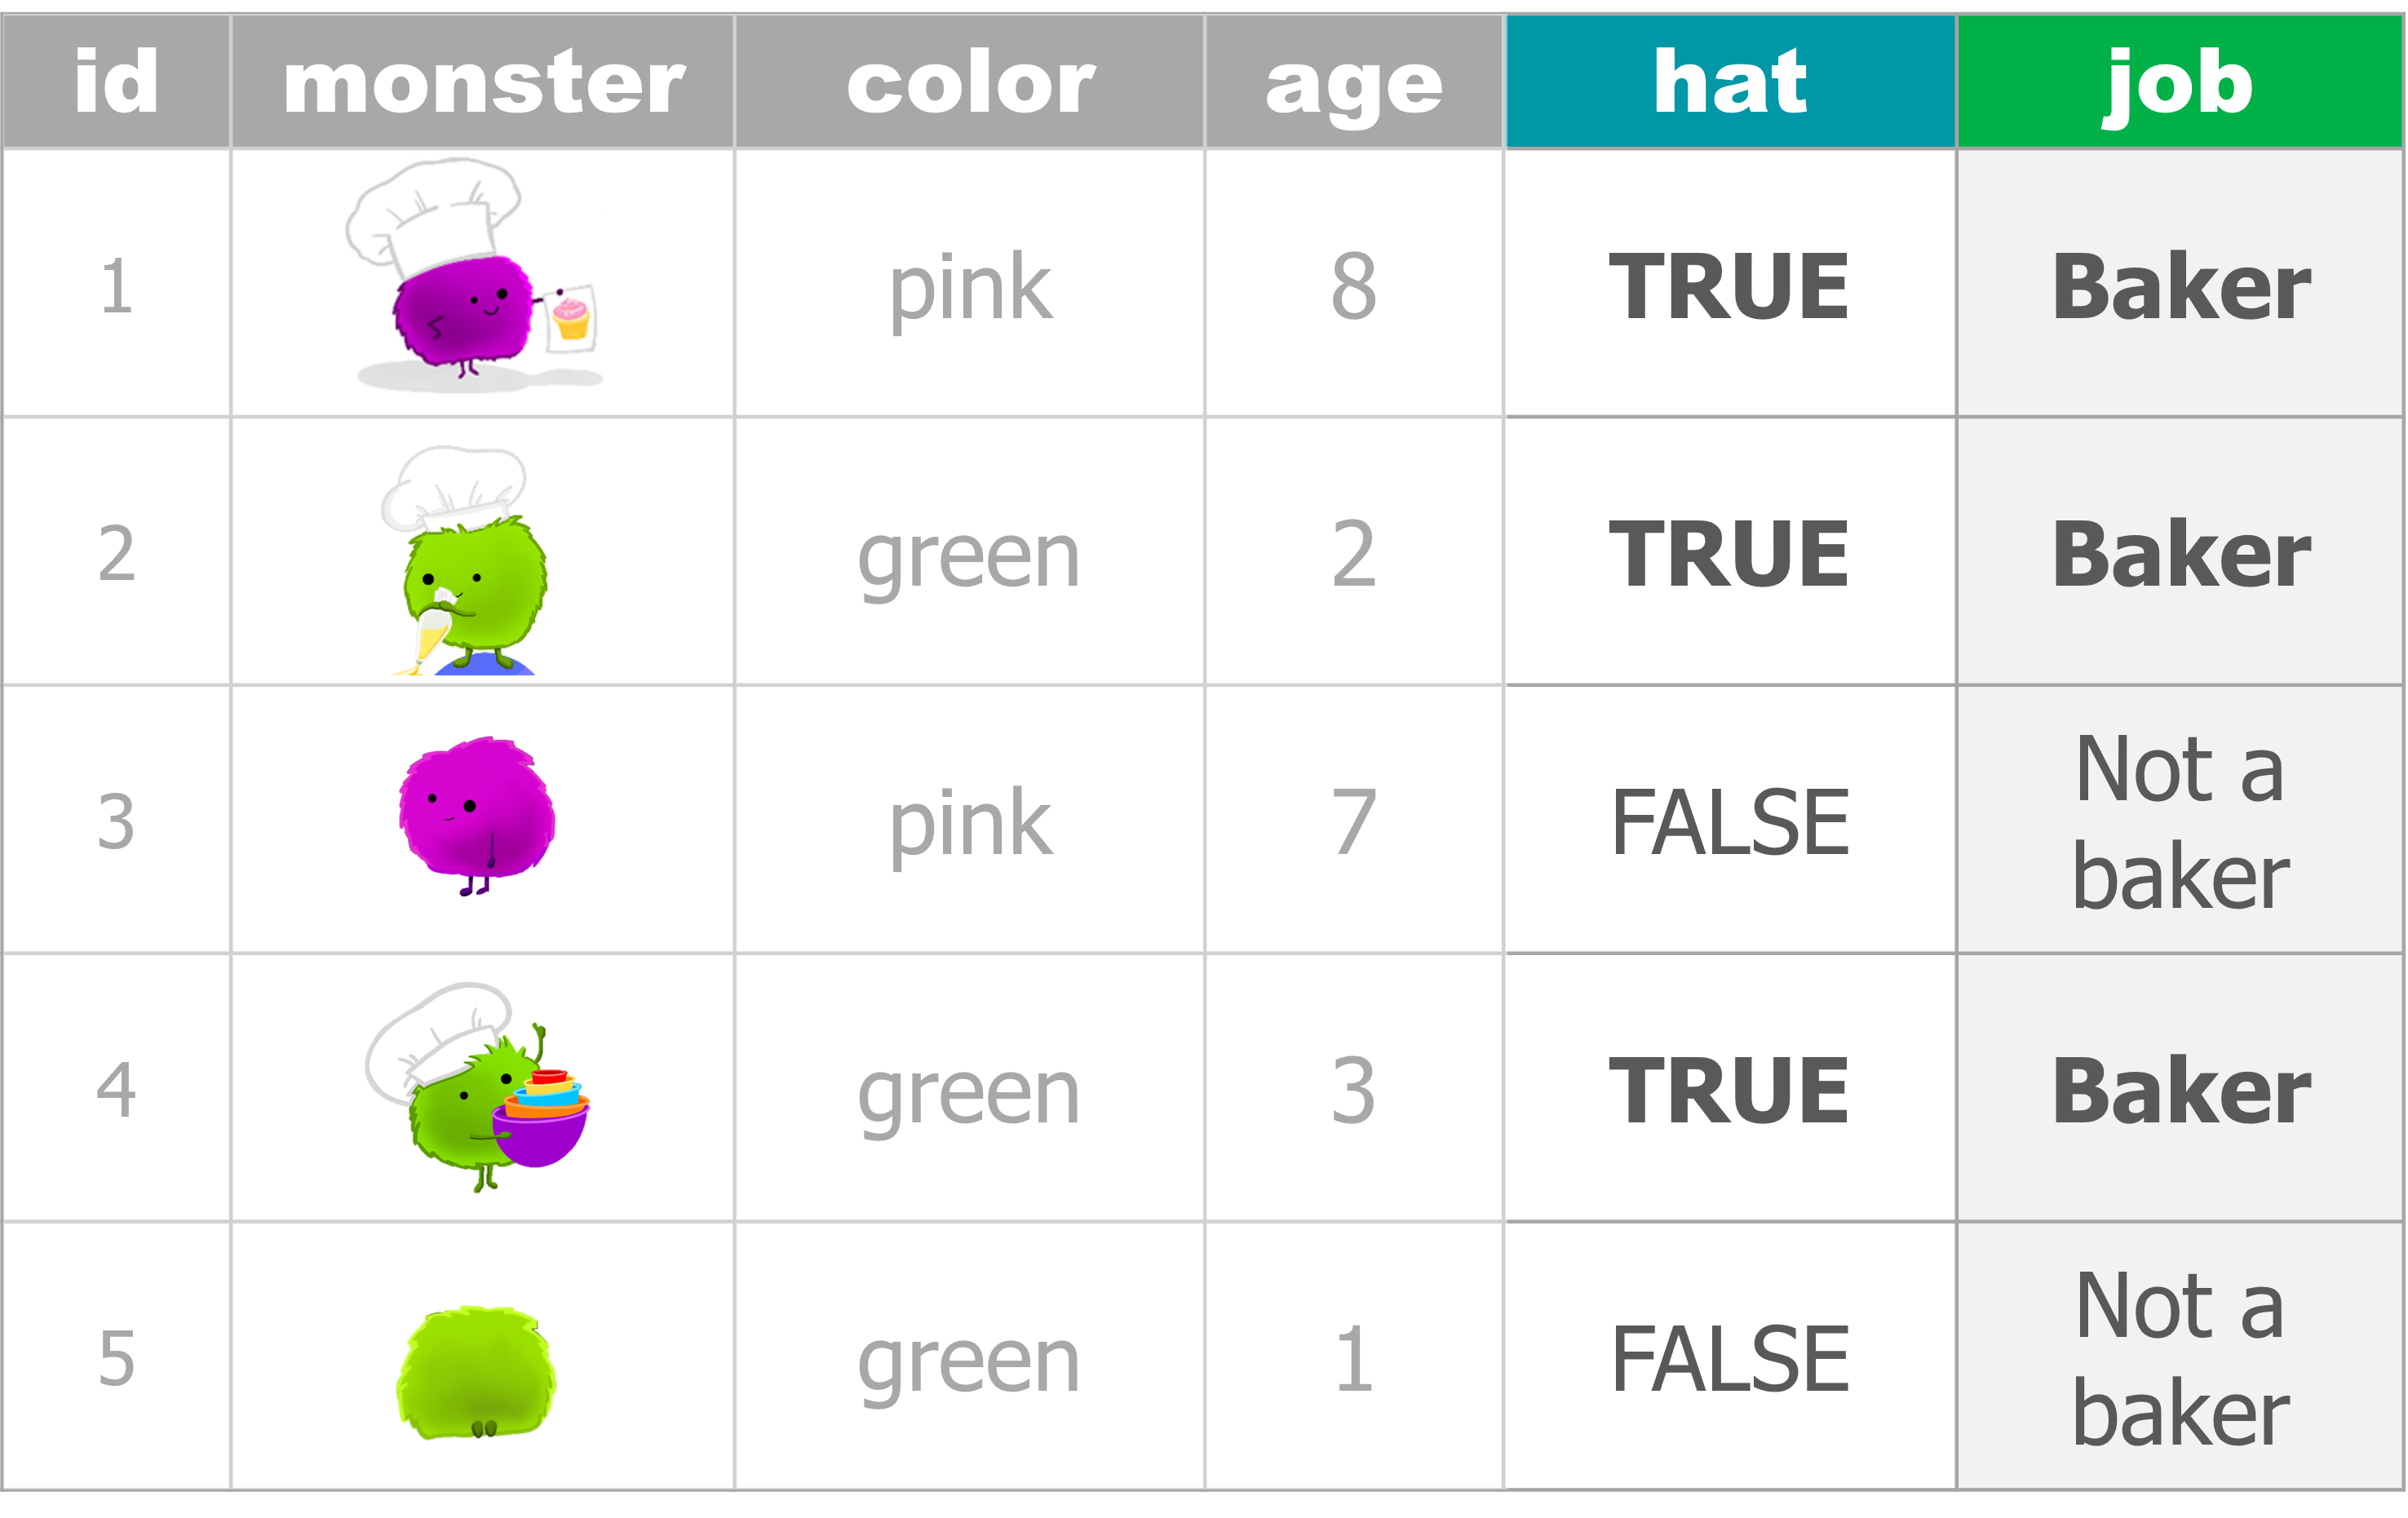 id monster color age hat job
1 pink 8 TRUE Baker
2 green 2 TRUE Baker
3 pink 7 FALSE Not a
baker
4 green 3 TRUE Baker
5 green 1 FALSE Not a
baker